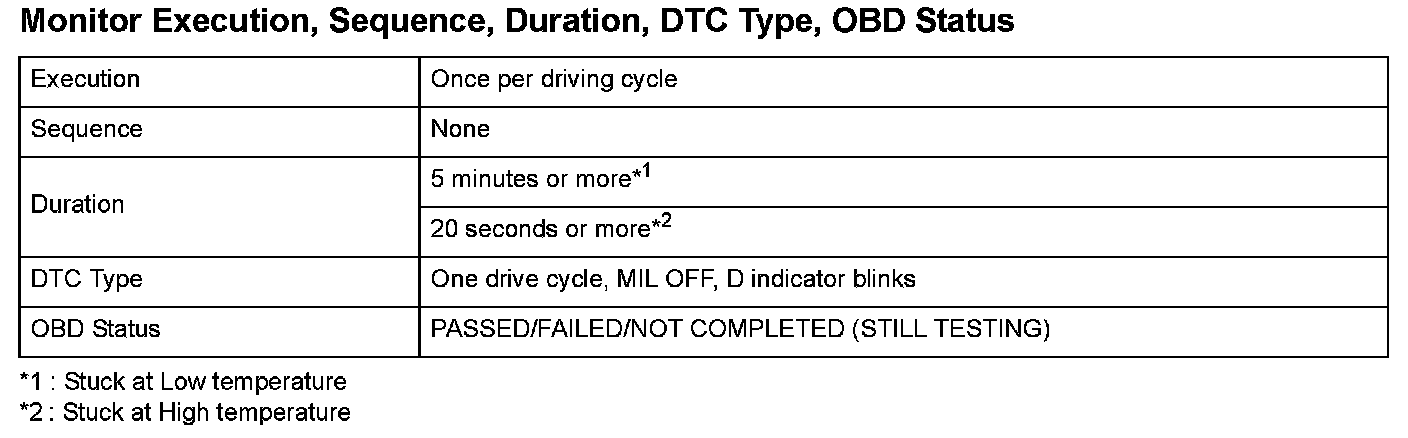 Monitor Execution, Sequence, Duration, DTC Type, OBD Status
Execution Once per driving cycle
Sequence None
Duration
5 minutes or more*1
20 seconds or more*2
DTC Type One drive cycle, MIL OFF, D indicator blinks
OBD Status PASSED/FAILED/NOT COMPLETED (STILL TESTING)
*1 : Stuck at Low temperature
*2 : Stuck at High temperature